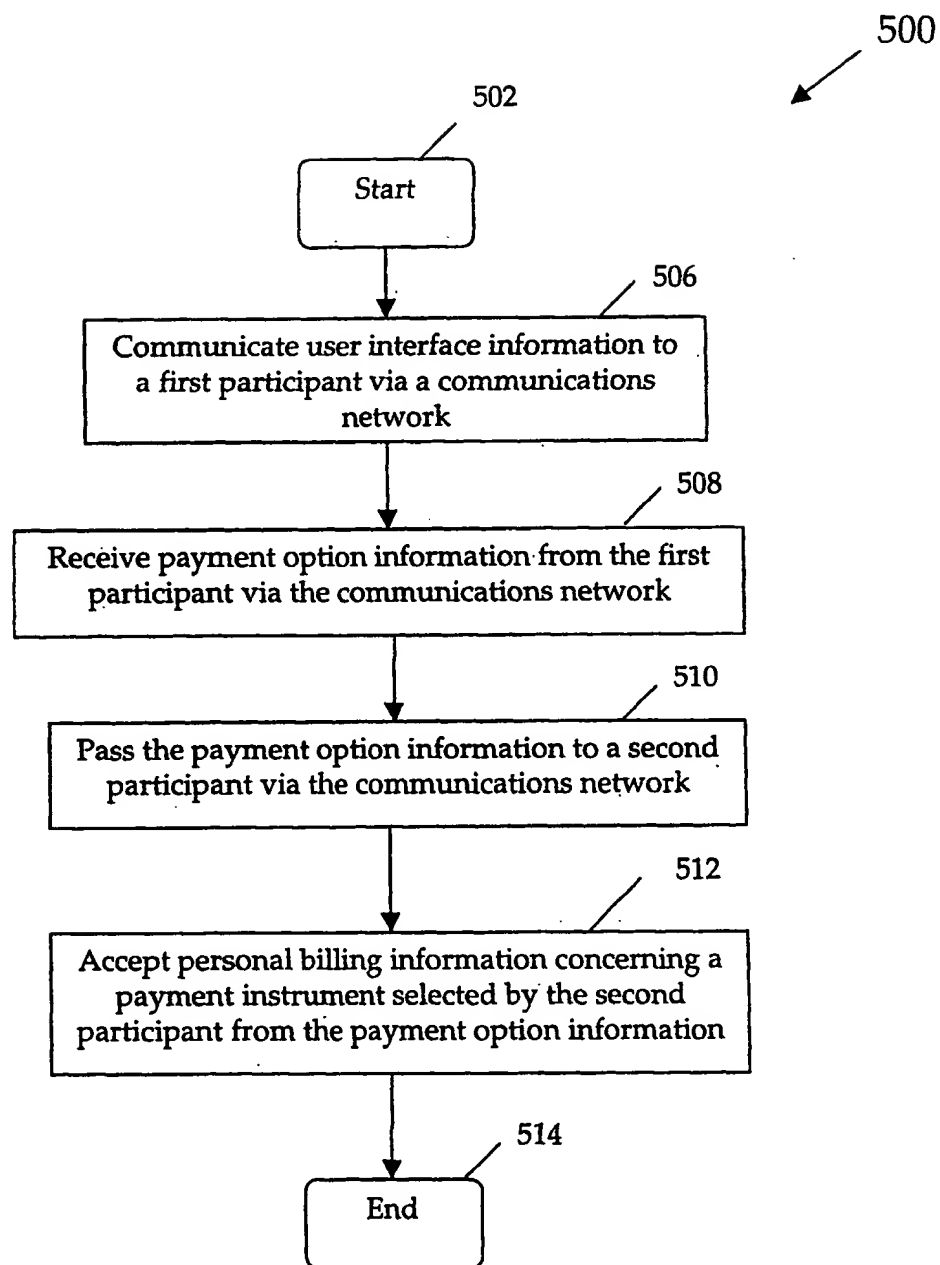 500
502
Start
506
Communicate user interface information to
a first participant via a communications
network
508
Receive payment option information from the first
participant via the communications network
510
Pass the payment option information to a second
participant via the communications network
512
Accept personal billing information concerning a
payment instrument selected by the second
participant from the payment option information
514
End